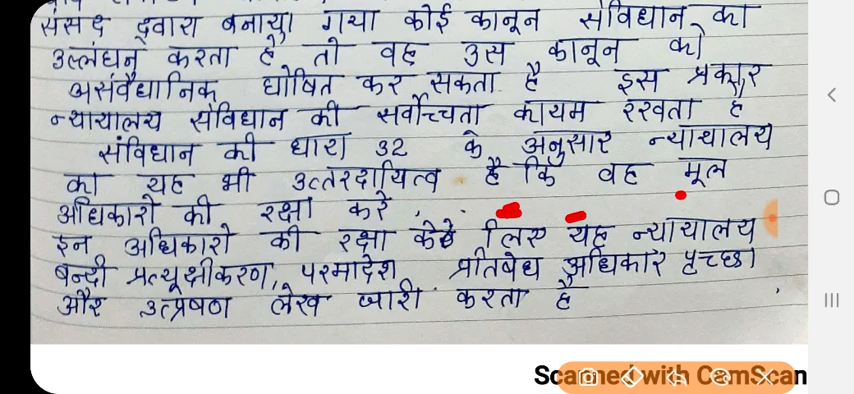 संसद द्वारा बनाया गया कोई कानून संविधान का
उल्लंघन करता है तो वह उस कानून को
असंवैधानिक घोषित कर सकता है इस प्रकार
न्यायालय संविधान की सर्वोच्चता कायम रखता है
संविधान की धारा 32 के अनुसार न्यायालय
का यह भी उत्तरदायित्व है कि वह मूल
अधिकारो की रक्षा करे
इन अधिकारो की रक्षा के लिए यह न्यायालय
बन्दी प्रत्यक्षीकरण, परमादेश प्रतिषेध अधिकार पृच्छा
और उत्प्रेषण लेख जारी करता है
Scanned with CamScan